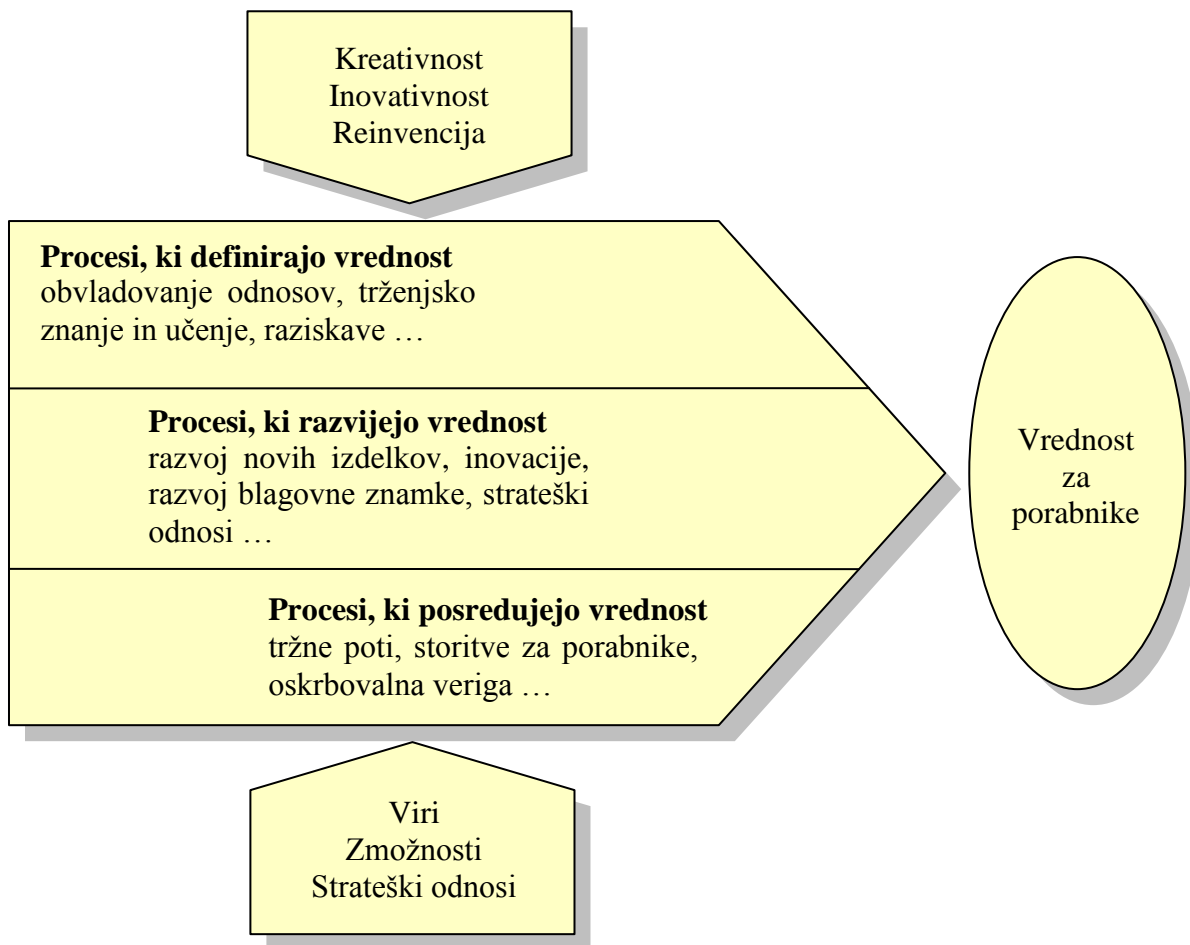 Kreativnost
Inovativnost
Reinvencija
Procesi, ki definirajo vrednost
obvladovanje odnosov, trženjsko
znanje in učenje, raziskave …
Procesi, ki razvijejo vrednost
razvoj novih izdelkov, inovacije,
razvoj blagovne znamke, strateški
odnosi …
Procesi, ki posredujejo vrednost
tržne poti, storitve za porabnike,
oskrbovalna veriga …
Vrednost
za
porabnike
Viri
Zmožnosti
Strateški odnosi